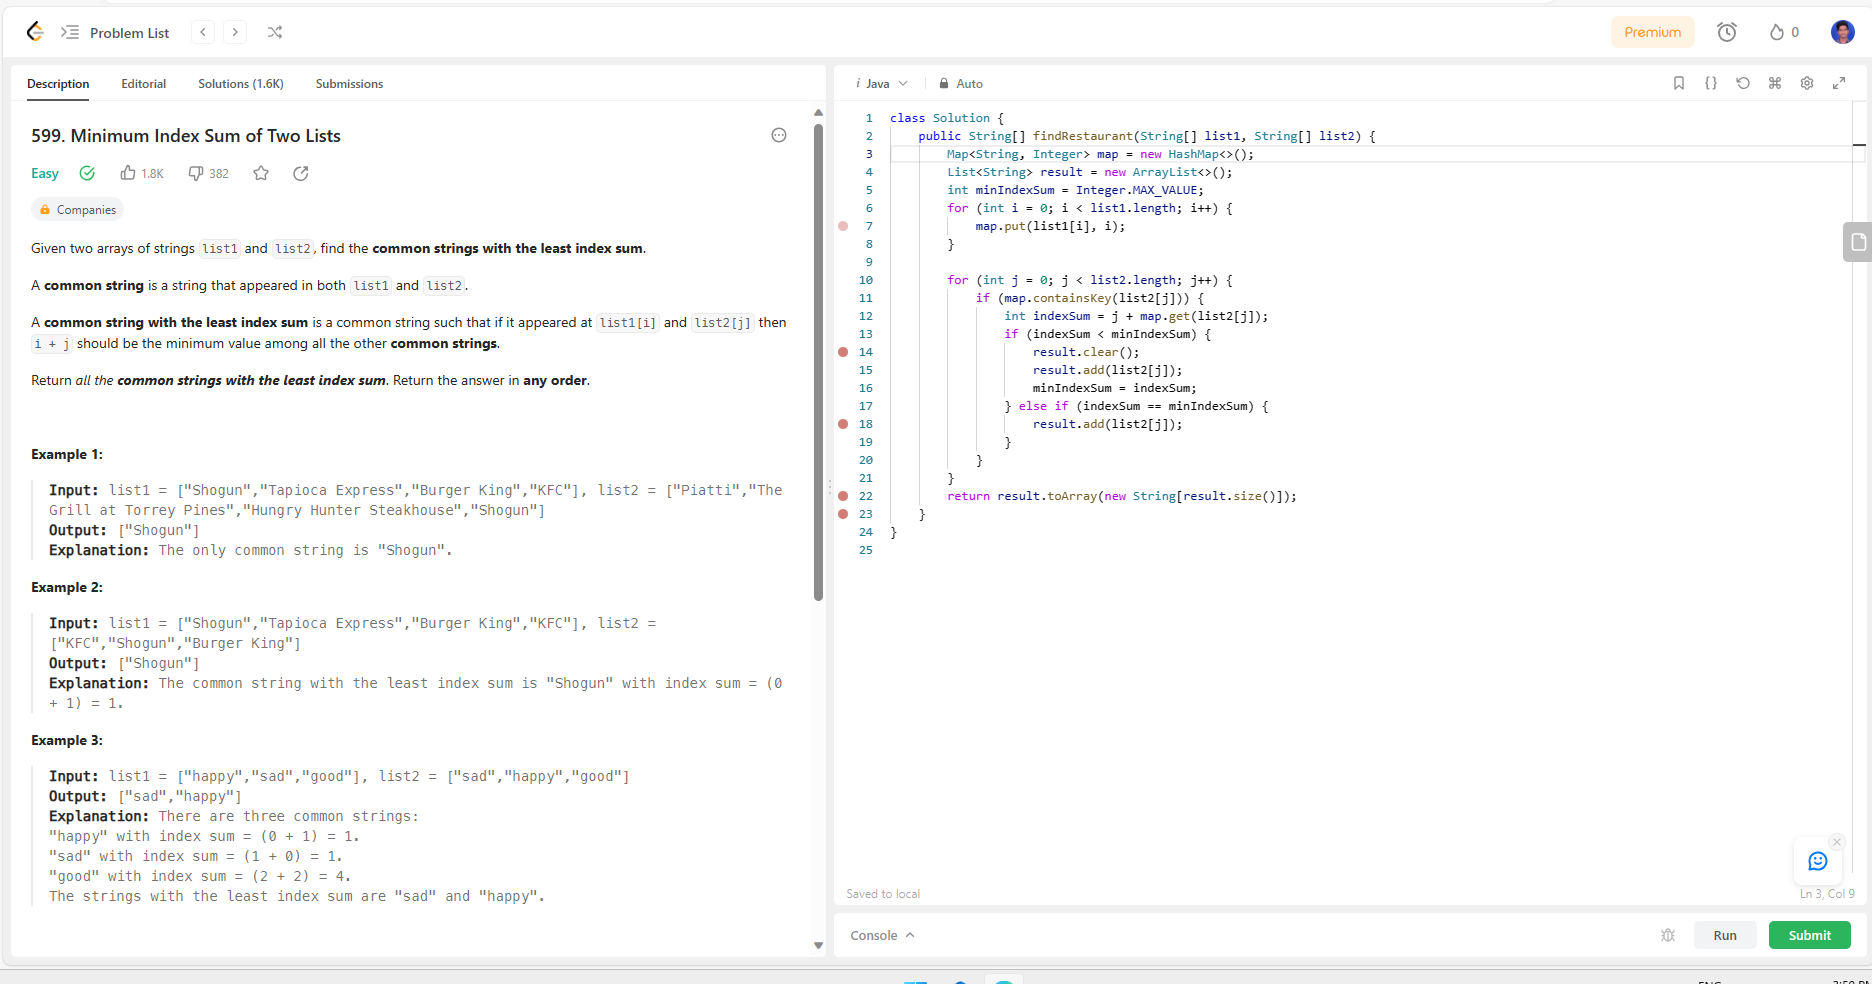 Problem List
Premium
0
Description Editorial Solutions (1.6K) Submissions
599. Minimum Index Sum of Two Lists
Easy 1.8K 382
Companies
Given two arrays of strings list1 and list2, find the common strings with the least index sum.
A common string is a string that appeared in both list1 and list2.
A common string with the least index sum is a common string such that if it appeared at list1[i] and list2[j] then
i + j should be the minimum value among all the other common strings.
Return all the common strings with the least index sum. Return the answer in any order.
Example 1:
Input: list1 = ["Shogun","Tapioca Express","Burger King","KFC"], list2 = ["Piatti","The
Grill at Torrey Pines","Hungry Hunter Steakhouse","Shogun"]
Output: ["Shogun"]
Explanation: The only common string is "Shogun".
Example 2:
Input: list1 = ["Shogun","Tapioca Express","Burger King","KFC"], list2 =
["KFC","Shogun","Burger King"]
Output: ["Shogun"]
Explanation: The common string with the least index sum is "Shogun" with index sum = (0
+ 1) = 1.
Example 3:
Input: list1 = ["happy","sad","good"], list2 = ["sad","happy","good"]
Output: ["sad","happy"]
Explanation: There are three common strings:
"happy" with index sum = (0 + 1) = 1.
"sad" with index sum = (1 + 0) = 1.
"good" with index sum = (2 + 2) = 4.
The strings with the least index sum are "sad" and "happy".
i Java Auto
1 class Solution {
2 public String[] findRestaurant(String[] list1, String[] list2) {
3 Map<String, Integer> map = new HashMap<>();
4 List<String> result = new ArrayList<>();
5 int minIndexSum = Integer.MAX_VALUE;
6 for (int i = 0; i < list1.length; i++) {
7 map.put(list1[i], i);
8 }
9
10 for (int j = 0; j < list2.length; j++) {
11 if (map.containsKey(list2[j])) {
12 int indexSum = j + map.get(list2[j]);
13 if (indexSum < minIndexSum) {
14 result.clear();
15 result.add(list2[j]);
16 minIndexSum = indexSum;
17 } else if (indexSum == minIndexSum) {
18 result.add(list2[j]);
19 }
20 }
21 }
22 return result.toArray(new String[result.size()]);
23 }
24 }
25
Saved to local
Ln 3, Col 9
Console
Run
Submit